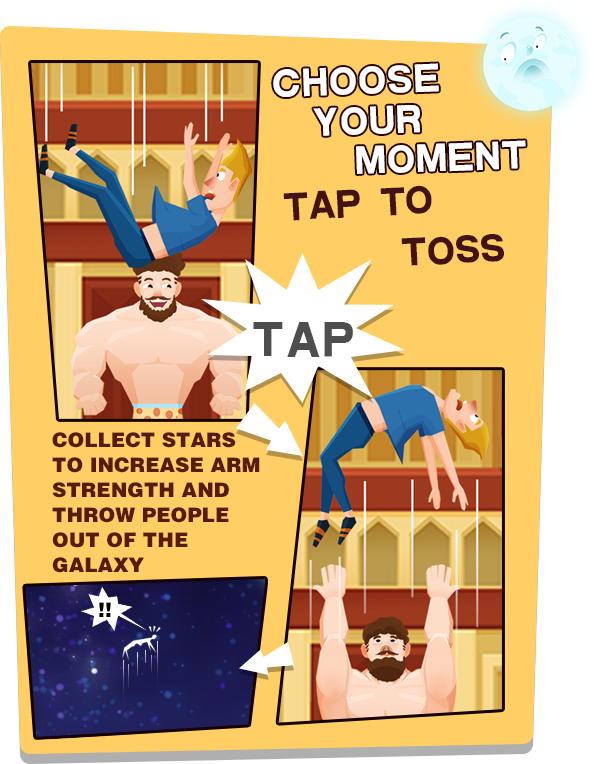 CHOOSE
YOUR
MOMENT
TAP TO
TOSS
TAP
COLLECT STARS
TO INCREASE ARM
STRENGTH AND
THROW PEOPLE
OUT OF THE
GALAXY
!!